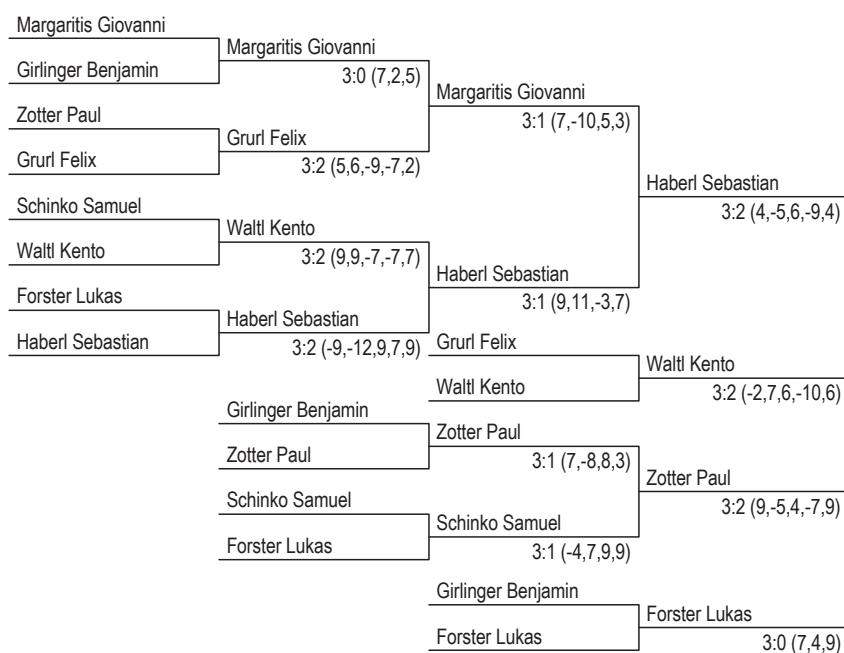 Margaritis Giovanni
Margaritis Giovanni
Girlinger Benjamin
3:0 (7,2,5)
Margaritis Giovanni
Zotter Paul
3:1 (7,-10,5,3)
Grurl Felix
Grurl Felix
3:2 (5,6,-9,-7,2)
Haberl Sebastian
Schinko Samuel
3:2 (4,-5,6,-9,4)
Waltl Kento
Waltl Kento
3:2 (9,9,-7,-7,7)
Haberl Sebastian
Forster Lukas
3:1 (9,11,-3,7)
Haberl Sebastian
Haberl Sebastian
3:2 (-9,-12,9,7,9)
Grurl Felix
Waltl Kento
Waltl Kento
3:2 (-2,7,6,-10,6)
Girlinger Benjamin
Zotter Paul
Zotter Paul
3:1 (7,-8,8,3)
Zotter Paul
Schinko Samuel
3:2 (9,-5,4,-7,9)
Schinko Samuel
Forster Lukas
3:1 (-4,7,9,9)
Girlinger Benjamin
Forster Lukas
Forster Lukas
3:0 (7,4,9)